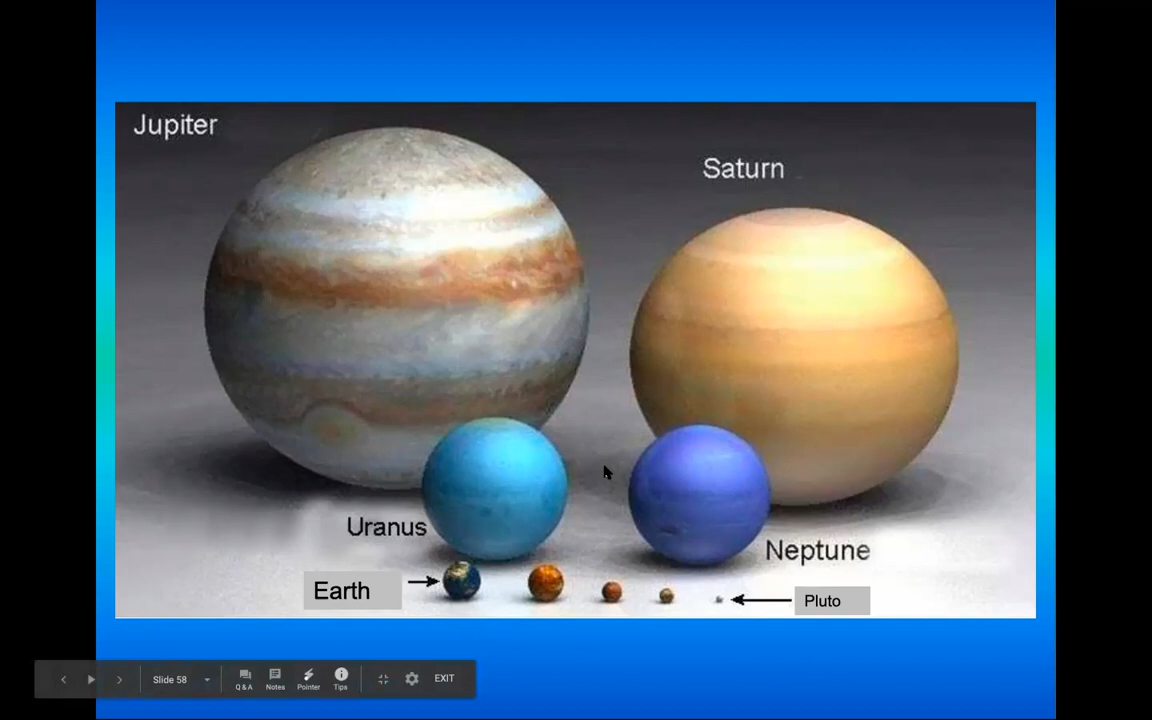 Jupiter
Saturn
Uranus
Neptune
Earth
Pluto
Slide 58
Q & A
Notes
Pointer
Tips
EXIT